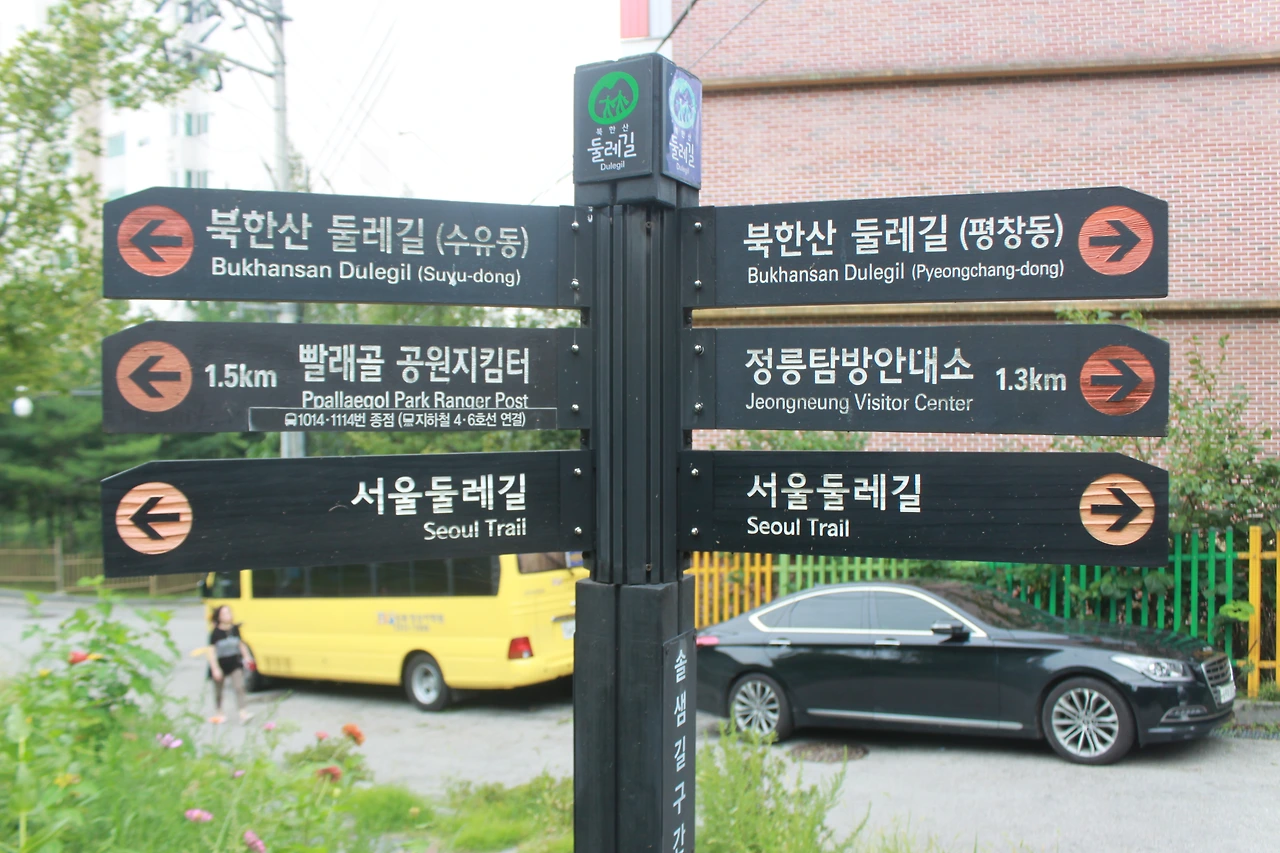 북한산
둘레길
Dulegil
북한산
둘레길
Dulegil
북한산 둘레길 (수유동)
Bukhansan Dulegil (Suyu-dong)
1.5km 빨래골 공원지킴터
Ppallaegol Park Ranger Post
1014·1114번 종점 (지하철 4·6호선 연결)
서울둘레길
Seoul Trail
북한산 둘레길 (평창동)
Bukhansan Dulegil (Pyeongchang-dong)
정릉탐방안내소 1.3km
Jeongneung Visitor Center
서울둘레길
Seoul Trail
솔샘길구간